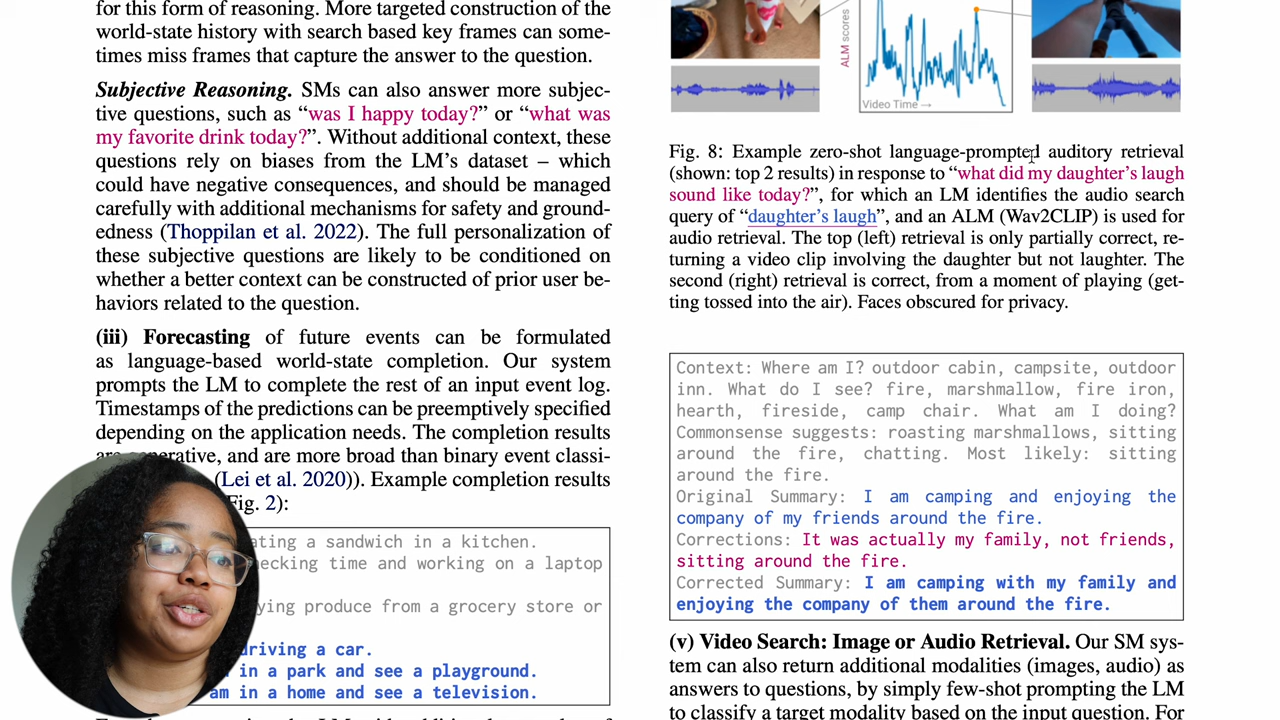 for this form of reasoning. More targeted construction of the
world-state history with search based key frames can some-
times miss frames that capture the answer to the question.
Subjective Reasoning. SMs can also answer more subjec-
tive questions, such as “was I happy today?” or “what was
my favorite drink today?”. Without additional context, these
questions rely on biases from the LM’s dataset – which
could have negative consequences, and should be managed
carefully with additional mechanisms for safety and ground-
edness (Thoppilan et al. 2022). The full personalization of
these subjective questions are likely to be conditioned on
whether a better context can be constructed of prior user be-
haviors related to the question.
(iii) Forecasting of future events can be formulated
as language-based world-state completion. Our system
prompts the LM to complete the rest of an input event log.
Timestamps of the predictions can be preemptively specified
depending on the application needs. The completion results
are generative, and are more broad than binary event classi-
(Lei et al. 2020)). Example completion results
Fig. 2):
ating a sandwich in a kitchen.
ecking time and working on a laptop
ying produce from a grocery store or
driving a car.
in a park and see a playground.
am in a home and see a television.
ALM scores
Video Time →
Fig. 8: Example zero-shot language-prompted auditory retrieval
(shown: top 2 results) in response to “what did my daughter’s laugh
sound like today?”, for which an LM identifies the audio search
query of “daughter’s laugh”, and an ALM (Wav2CLIP) is used for
audio retrieval. The top (left) retrieval is only partially correct, re-
turning a video clip involving the daughter but not laughter. The
second (right) retrieval is correct, from a moment of playing (get-
ting tossed into the air). Faces obscured for privacy.
Context: Where am I? outdoor cabin, campsite, outdoor
inn. What do I see? fire, marshmallow, fire iron,
hearth, fireside, camp chair. What am I doing?
Commonsense suggests: roasting marshmallows, sitting
around the fire, chatting. Most likely: sitting
around the fire.
Original Summary: I am camping and enjoying the
company of my friends around the fire.
Corrections: It was actually my family, not friends,
sitting around the fire.
Corrected Summary: I am camping with my family and
enjoying the company of them around the fire.
(v) Video Search: Image or Audio Retrieval. Our SM sys-
tem can also return additional modalities (images, audio) as
answers to questions, by simply few-shot prompting the LM
to classify a target modality based on the input question. For